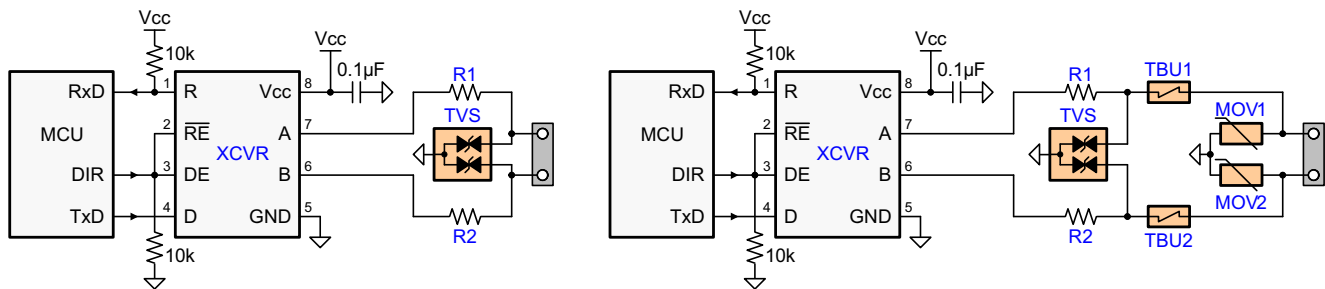 Vcc
10k
Vcc
0.1μF
R1
RxD
1
R
Vcc
8
TVS
MCU
2
RE
A
7
XCVR
DIR
3
DE
B
6
TxD
4
D
GND
5
R2
10k
Vcc
10k
Vcc
0.1μF
R1
TBU1
RxD
1
R
Vcc
8
TVS
MOV1
MCU
2
RE
A
7
XCVR
DIR
3
DE
B
6
MOV2
TxD
4
D
GND
5
R2
TBU2
10k